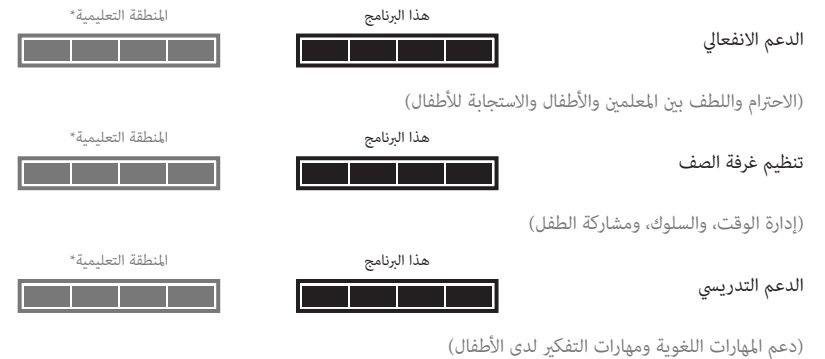 هذا البرنامج المنطقة التعليمية*
الدعم الانفعالي
(الاحترام واللطف بين المعلمين والأطفال والاستجابة للأطفال)
هذا البرنامج المنطقة التعليمية*
تنظيم غرفة الصف
(إدارة الوقت، والسلوك، ومشاركة الطفل)
هذا البرنامج المنطقة التعليمية*
الدعم التدريسي
(دعم المهارات اللغوية ومهارات التفكير لدى الأطفال)